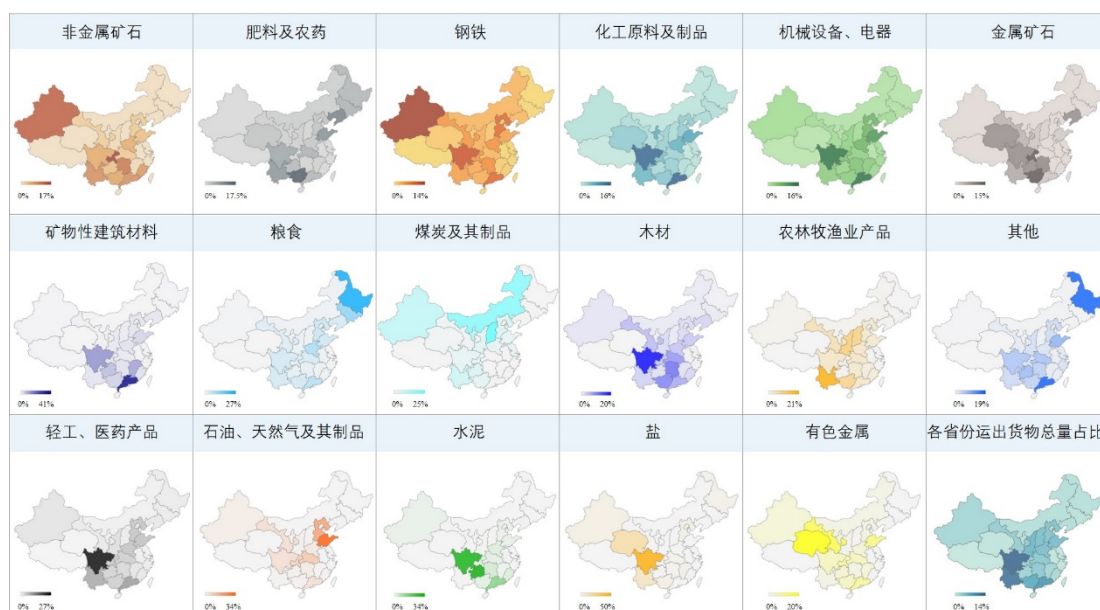 非金属矿石 肥料及农药 钢铁 化工原料及制品 机械设备、电器 金属矿石
0% 17% 0% 17.5% 0% 14% 0% 16% 0% 16% 0% 13%
矿物性建筑材料 粮食 煤炭及其制品 木材 农林牧渔业产品 其他
0% 41% 0% 27% 0% 25% 0% 20% 0% 21% 0% 19%
轻工、医药产品 石油、天然气及其制品 水泥 盐 有色金属 各省份运出货物总量占比
0% 27% 0% 34% 0% 34% 0% 50% 0% 20% 0% 14%